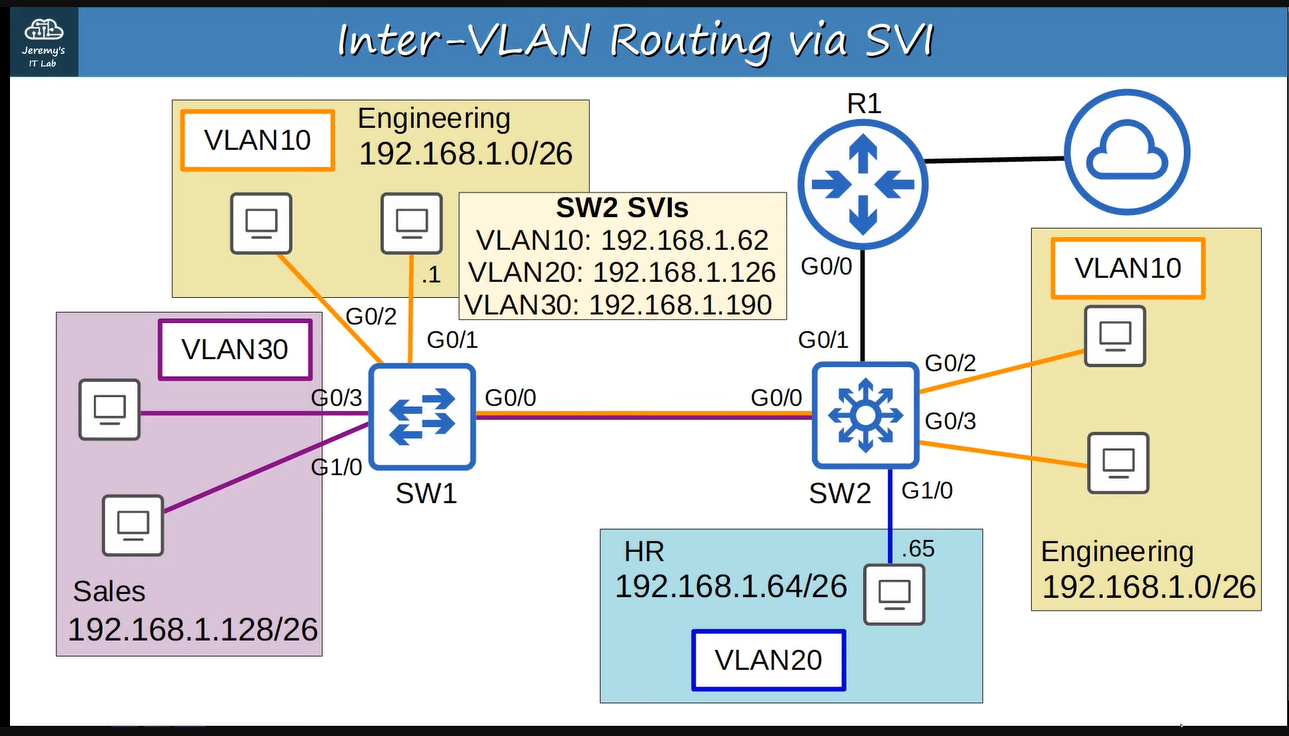 Jeremy's
IT Lab
Inter-VLAN Routing via SVI
VLAN10
Engineering
192.168.1.0/26
.1
G0/2
G0/1
SW2 SVIs
VLAN10: 192.168.1.62
VLAN20: 192.168.1.126
VLAN30: 192.168.1.190
R1
G0/0
G0/1
VLAN10
G0/2
G0/3
Engineering
192.168.1.0/26
VLAN30
G0/3
G1/0
Sales
192.168.1.128/26
G0/0
SW1
G0/0
SW2
G1/0
HR
192.168.1.64/26
.65
VLAN20